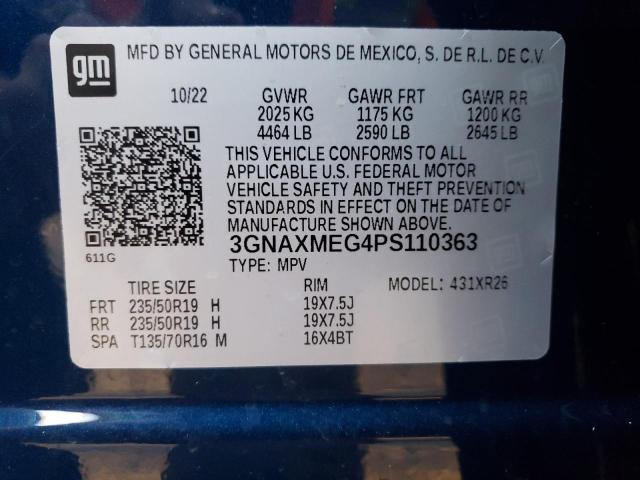 gm
MFD BY GENERAL MOTORS DE MEXICO, S. DE R.L. DE C.V.
10/22 GVWR GAWR FRT GAWR RR
2025 KG 1175 KG 1200 KG
4464 LB 2590 LB 2645 LB
THIS VEHICLE CONFORMS TO ALL
APPLICABLE U.S. FEDERAL MOTOR
VEHICLE SAFETY AND THEFT PREVENTION
STANDARDS IN EFFECT ON THE DATE OF
MANUFACTURE SHOWN ABOVE.
3GNAXMEG4PS110363
611G
TYPE: MPV MODEL: 431XR26
TIRE SIZE RIM
FRT 235/50R19 H 19X7.5J
RR 235/50R19 H 19X7.5J
SPA T135/70R16 M 16X4BT